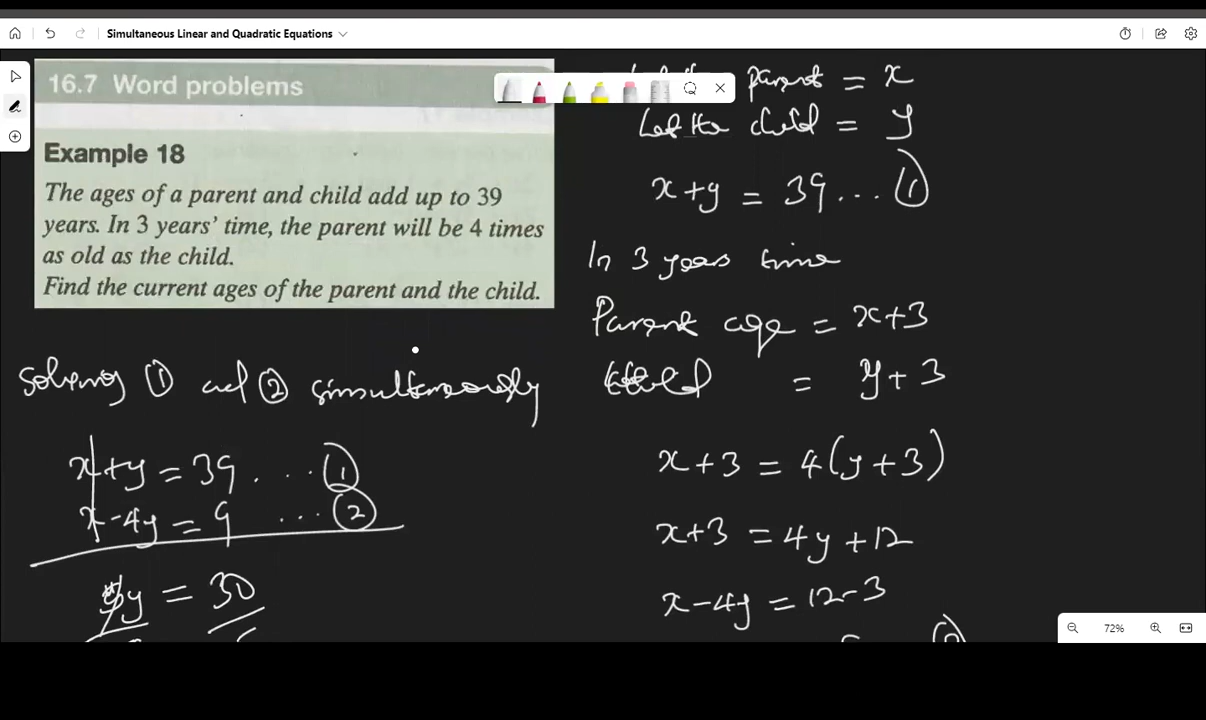 Simultaneous Linear and Quadratic Equations
16.7 Word problems
Example 18
The ages of a parent and child add up to 39
years. In 3 years' time, the parent will be 4 times
as old as the child.
Find the current ages of the parent and the child.
parent = x
Let the child = y
x+y = 39 ... ①
In 3 years time
Parent age = x+3
= y+3
x+3 = 4(y+3)
x+3 = 4y+12
x-4y = 12-3
Solving ① and ② simultaneously
x+y = 39 ... ①
x-4y = 9 ... ②
y = 30
72%